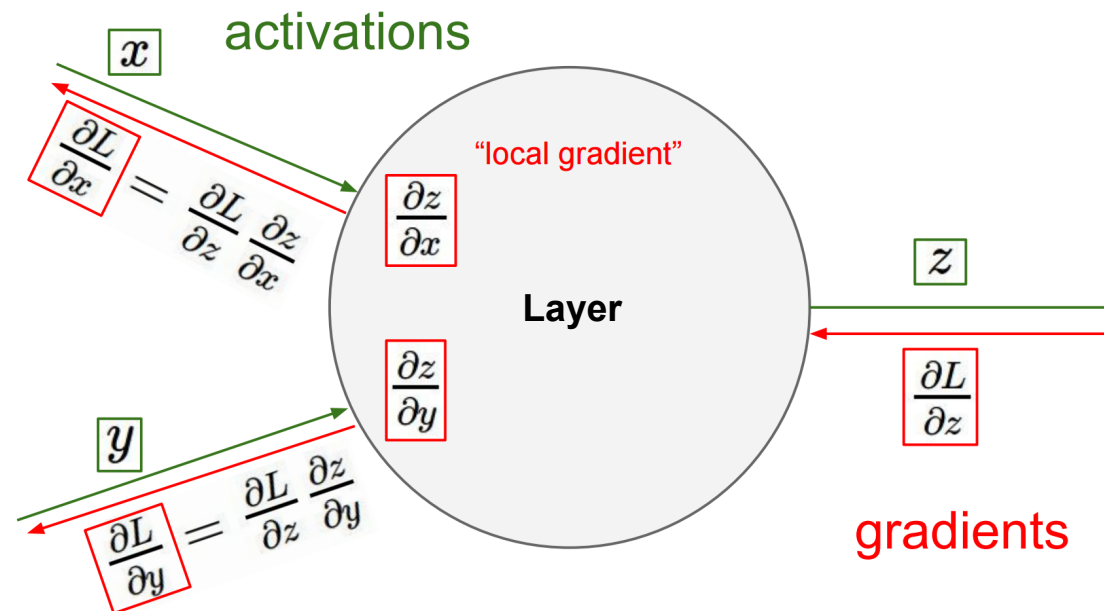 activations
x
∂L/∂x = ∂L/∂z ∂z/∂x
“local gradient”
∂z/∂x
Layer
z
∂L/∂z
∂z/∂y
y
∂L/∂y = ∂L/∂z ∂z/∂y
gradients